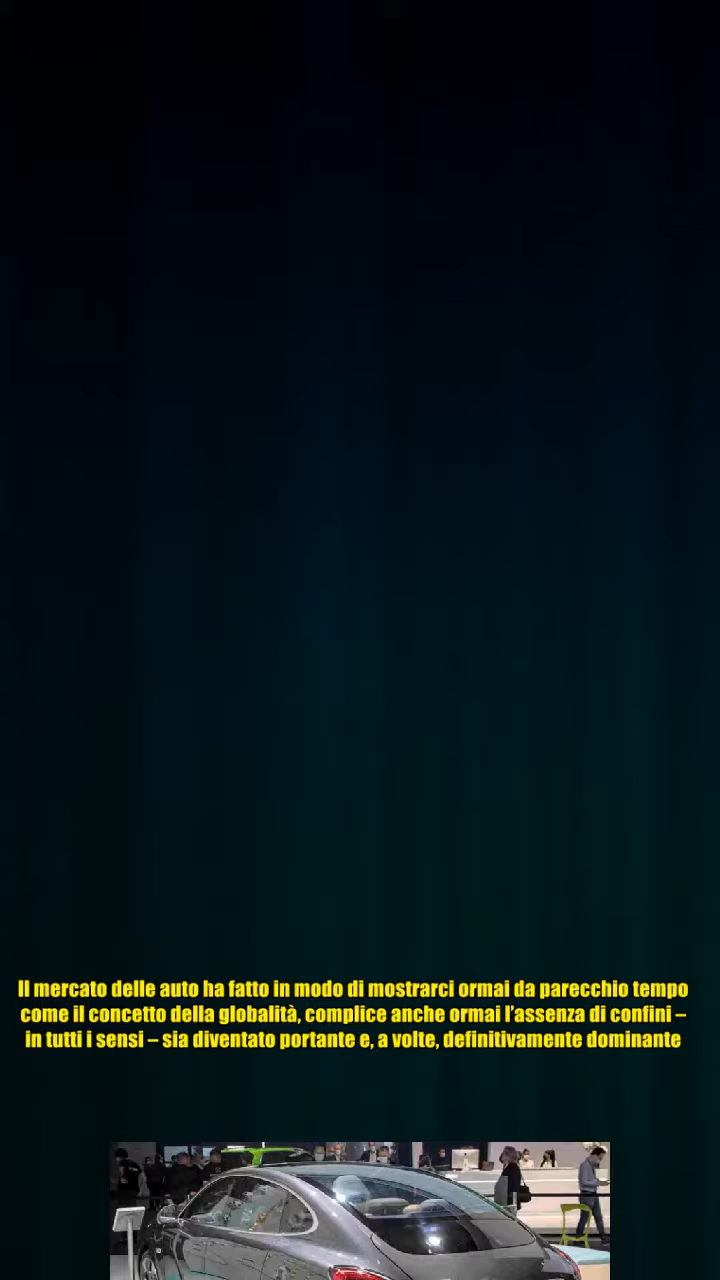 Il mercato delle auto ha fatto in modo di mostrarci ormai da parecchio tempo
come il concetto della globalità, complice anche ormai l’assenza di confini –
in tutti i sensi – sia diventato portante e, a volte, definitivamente dominante